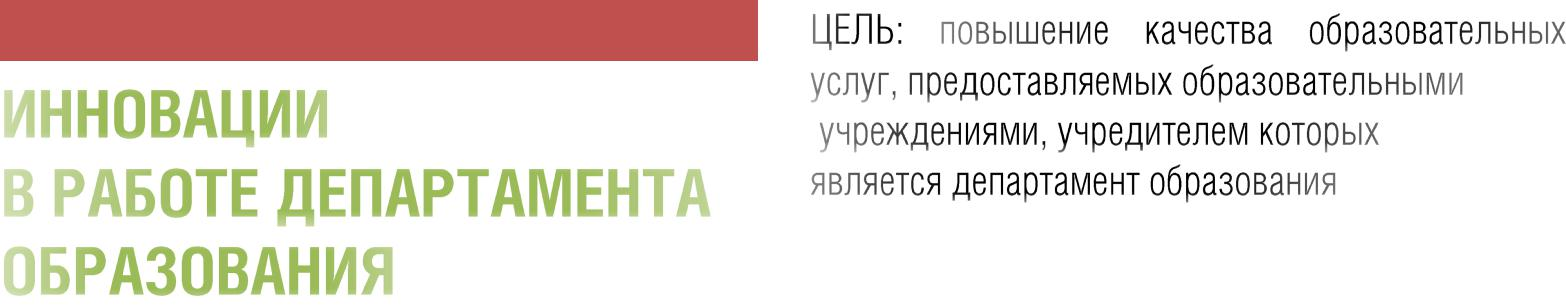 ИННОВАЦИИ
В РАБОТЕ ДЕПАРТАМЕНТА
ОБРАЗОВАНИЯ
ЦЕЛЬ: повышение качества образовательных
услуг, предоставляемых образовательными
учреждениями, учредителем которых
является департамент образования